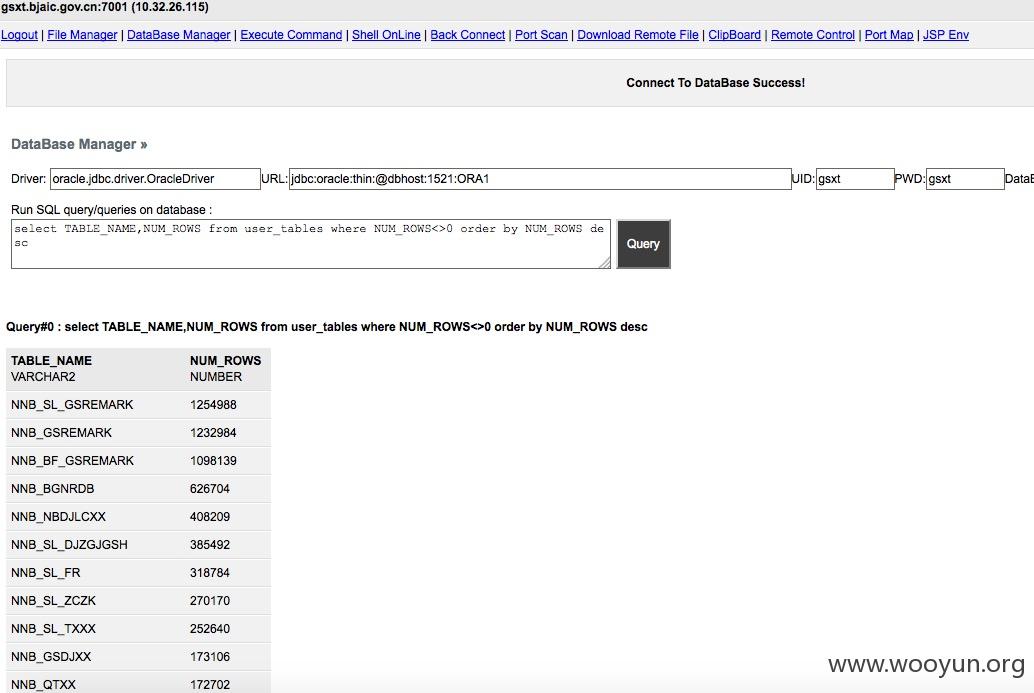 gsxt.bjaic.gov.cn:7001 (10.32.26.115)
Logout | File Manager | DataBase Manager | Execute Command | Shell OnLine | Back Connect | Port Scan | Download Remote File | ClipBoard | Remote Control | Port Map | JSP Env
Connect To DataBase Success!
DataBase Manager »
Driver: oracle.jdbc.driver.OracleDriver URL: jdbc:oracle:thin:@dbhost:1521:ORA1 UID: gsxt PWD: gsxt DataB
Run SQL query/queries on database :
select TABLE_NAME,NUM_ROWS from user_tables where NUM_ROWS<>0 order by NUM_ROWS de
sc
Query
Query#0 : select TABLE_NAME,NUM_ROWS from user_tables where NUM_ROWS<>0 order by NUM_ROWS desc
TABLE_NAME NUM_ROWS
VARCHAR2 NUMBER
NNB_SL_GSREMARK 1254988
NNB_GSREMARK 1232984
NNB_BF_GSREMARK 1098139
NNB_BGNRDB 626704
NNB_NBDJLCXX 408209
NNB_SL_DJZGJGSH 385492
NNB_SL_FR 318784
NNB_SL_ZCZK 270170
NNB_SL_TXXX 252640
NNB_GSDJXX 173106
NNB_QTXX 172702
www.wooyun.org